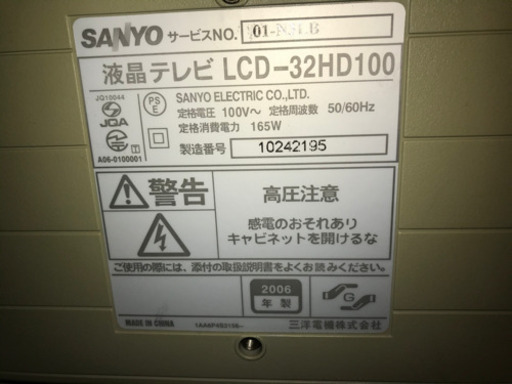 SANYO サービスNO.
液晶テレビ LCD-32HD100
JQ10044
JQA
A06-0100001
PS
E
SANYO ELECTRIC CO.,LTD.
定格電圧 100V～ 定格周波数 50/60Hz
定格消費電力 165W
製造番号 10242195
警告
高圧注意
感電のおそれあり
キャビネットを開けるな
ご使用の際には、添付の取扱説明書をよくお読みください。
2006
年 製
G
MADE IN CHINA
三洋電機株式会社